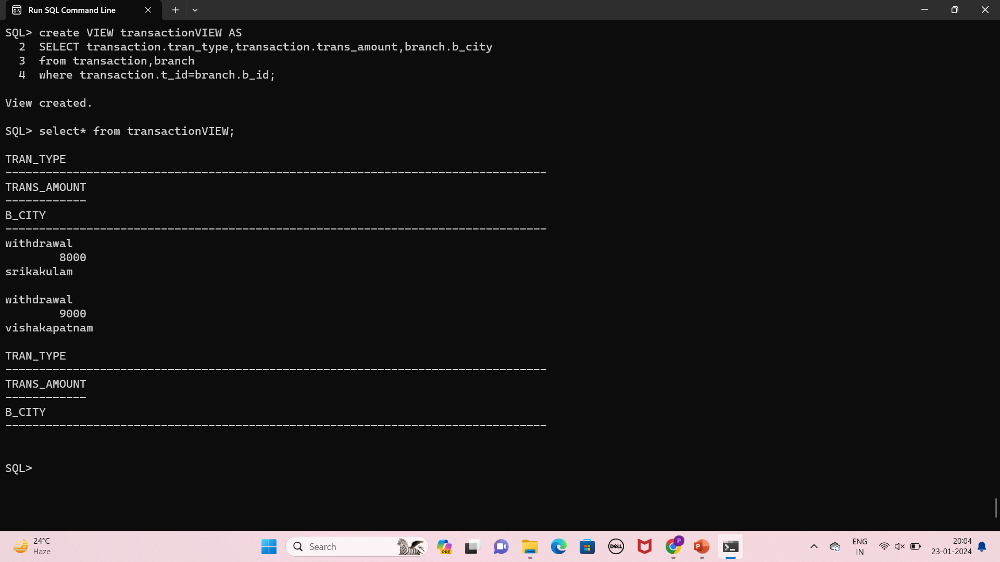 Run SQL Command Line
SQL> create VIEW transactionVIEW AS
2 SELECT transaction.tran_type,transaction.trans_amount,branch.b_city
3 from transaction,branch
4 where transaction.t_id=branch.b_id;
View created.
SQL> select* from transactionVIEW;
TRAN_TYPE
--------------------------------------------------------------------------------
TRANS_AMOUNT
------------
B_CITY
--------------------------------------------------------------------------------
withdrawal
8000
srikakulam
withdrawal
9000
vishakapatnam
TRAN_TYPE
--------------------------------------------------------------------------------
TRANS_AMOUNT
------------
B_CITY
--------------------------------------------------------------------------------
SQL>
24°C
Haze
Search
PRE
DELL
P
P
ENG
IN
20:04
23-01-2024